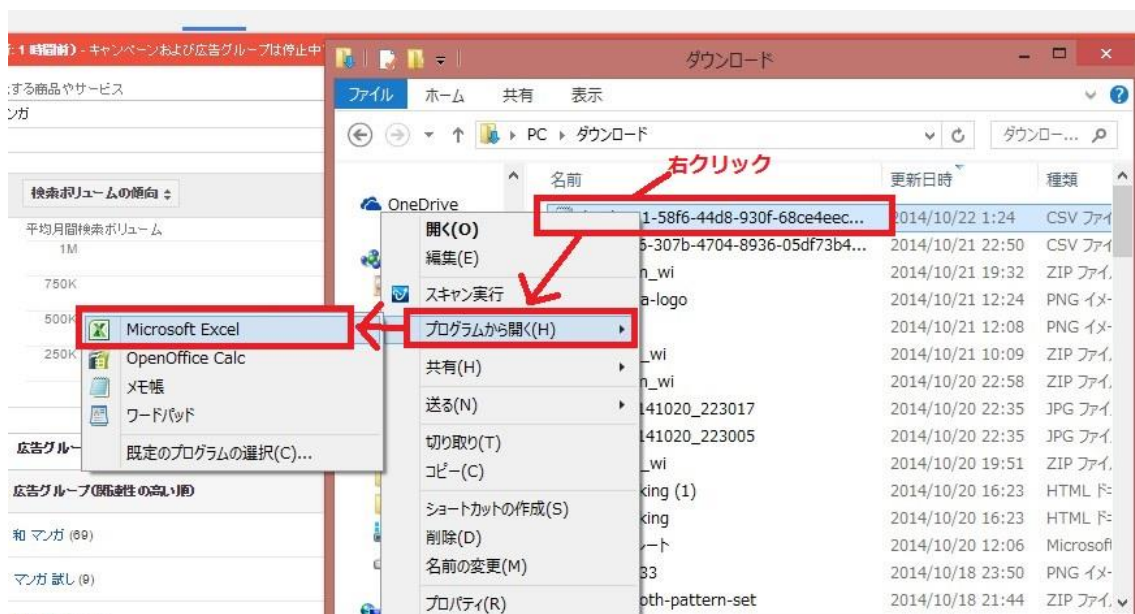 1 時間前) - キャンペーンおよび広告グループは停止中
する商品やサービス
ンガ
検索ボリュームの傾向
平均月間検索ボリューム
1M
750K
500K
250K
広告グルー
広告グループ(関連性の高い順)
和 マンガ (69)
マンガ 試し (9)
ダウンロード
ファイル ホーム 共有 表示
PC ダウンロード
ダウンロー...
右クリック
名前 更新日時 種類
OneDrive
1-58f6-44d8-930f-68ce4eec... 2014/10/22 1:24 CSV ファイ
-307b-4704-8936-05df73b4... 2014/10/21 22:50 CSV ファイ
n_wi 2014/10/21 19:32 ZIP ファイ
a-logo 2014/10/21 12:24 PNG イメ-
2014/10/21 12:08 PNG イメ-
_wi 2014/10/21 10:09 ZIP ファイ
n_wi 2014/10/20 22:58 ZIP ファイ
141020_223017 2014/10/20 22:35 JPG ファイ
141020_223005 2014/10/20 22:35 JPG ファイ
_wi 2014/10/20 19:51 ZIP ファイ
king (1) 2014/10/20 16:23 HTML ド
king 2014/10/20 16:23 HTML ド
ート 2014/10/20 12:06 Microsoft
33 2014/10/18 23:50 PNG イメ-
oth-pattern-set 2014/10/18 21:44 ZIP ファイ
開く(O)
編集(E)
スキャン実行
プログラムから開く(H)
共有(H)
送る(N)
切り取り(T)
コピー(C)
ショートカットの作成(S)
削除(D)
名前の変更(M)
プロパティ(R)
Microsoft Excel
OpenOffice Calc
メモ帳
ワードパッド
既定のプログラムの選択(C)...